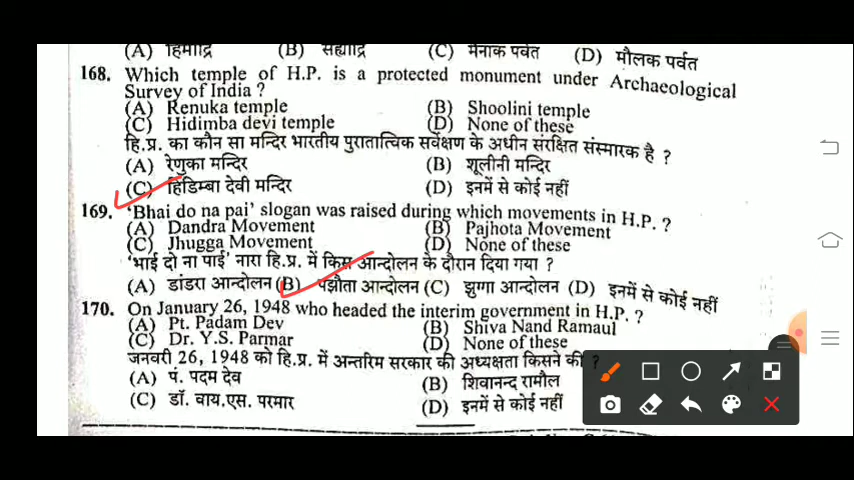 (A) हिमाद्रि (B) सह्याद्रि (C) मैनाक पर्वत (D) मौलक पर्वत
168. Which temple of H.P. is a protected monument under Archaeological
Survey of India ?
(A) Renuka temple (B) Shoolini temple
(C) Hidimba devi temple (D) None of these
हि.प्र. का कौन सा मन्दिर भारतीय पुरातात्विक सर्वेक्षण के अधीन संरक्षित संस्मारक है ?
(A) रेणुका मन्दिर (B) शूलीनी मन्दिर
(C) हिडिम्बा देवी मन्दिर (D) इनमें से कोई नहीं
169. 'Bhai do na pai' slogan was raised during which movements in H.P. ?
(A) Dandra Movement (B) Pajhota Movement
(C) Jhugga Movement (D) None of these
'भाई दो ना पाई' नारा हि.प्र. में किस आन्दोलन के दौरान दिया गया ?
(A) डांडरा आन्दोलन (B) पझौता आन्दोलन (C) झुग्गा आन्दोलन (D) इनमें से कोई नहीं
170. On January 26, 1948 who headed the interim government in H.P. ?
(A) Pt. Padam Dev (B) Shiva Nand Ramaul
(C) Dr. Y.S. Parmar (D) None of these
जनवरी 26, 1948 को हि.प्र. में अन्तरिम सरकार की अध्यक्षता किसने की ?
(A) पं. पदम देव (B) शिवानन्द रामौल
(C) डॉ. वाय.एस. परमार (D) इनमें से कोई नहीं